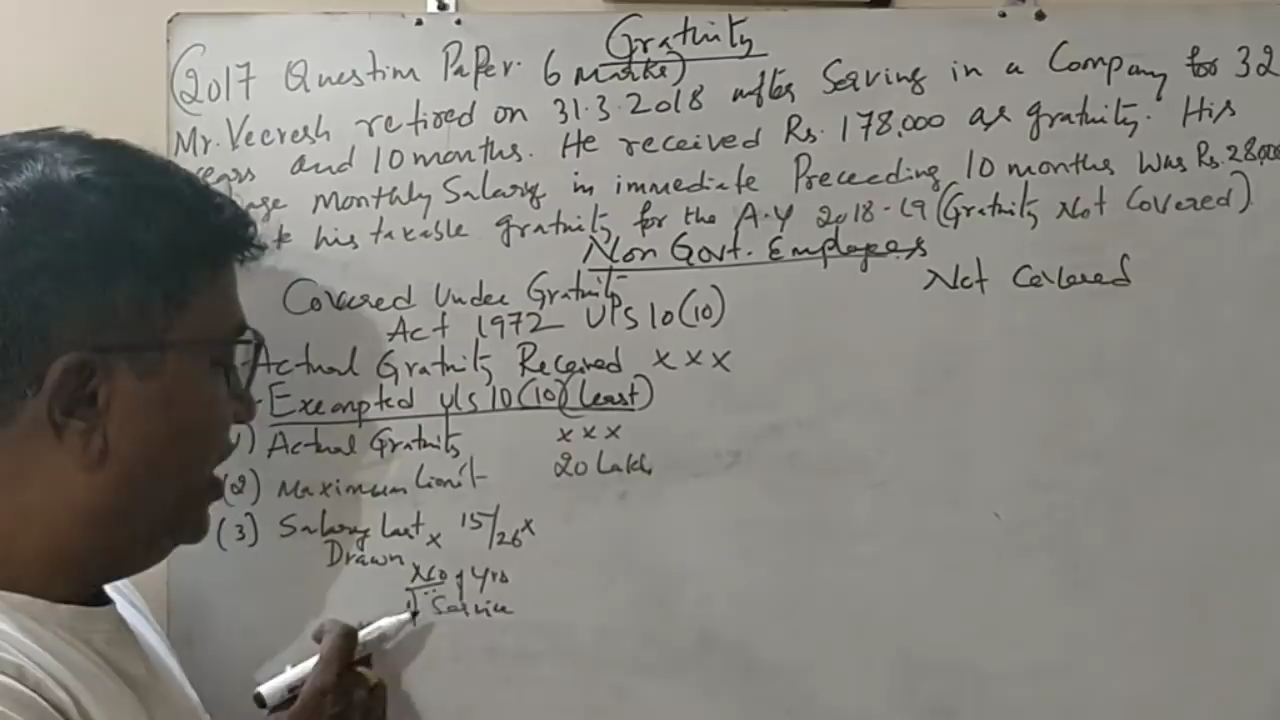 Gratuity
(2017 Question Paper. 6 marks)
Mr. Veeresh retired on 31.3.2018 after Serving in a Company for 32
years and 10 months. He received Rs. 178,000 as gratuity. His
Monthly Salary in immediate Preceeding 10 months was Rs. 28,000
his taxable gratuity for the A.Y 2018-19 (Gratuity Not Covered)
Non Govt. Employees
Covered Under Gratuity
Not Covered
Act 1972 U/S 10(10)
Actual Gratuity Received x x x
Exempted U/s 10(10)(least)
1) Actual Gratuity x x x
(2) Maximum limit 20 Lakh
(3) Salary last x 15/26 x
Drawn
No of Yrs
Service